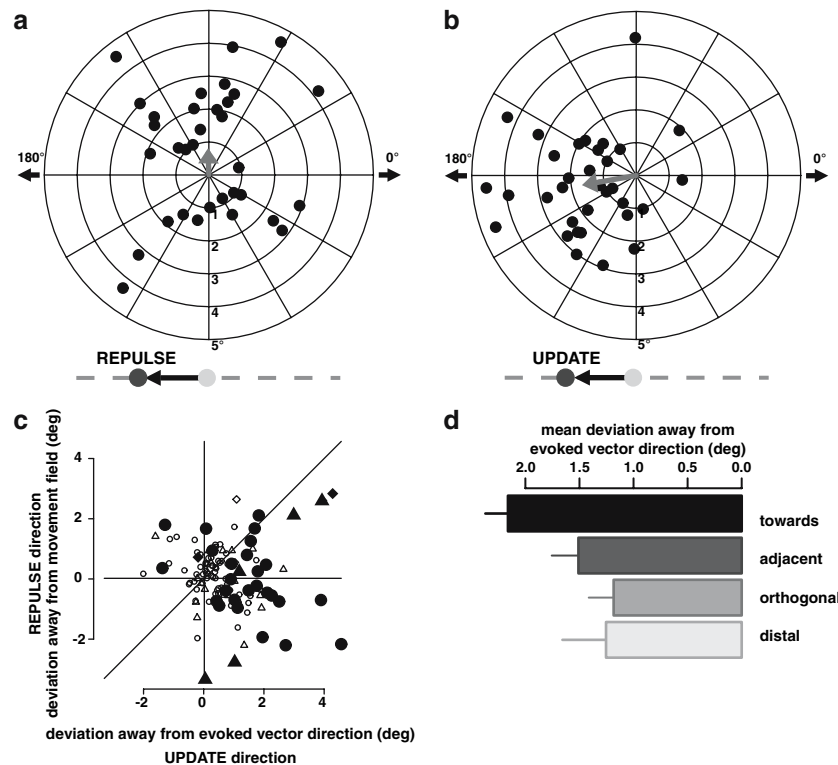 a
180°
0°
1
2
3
4
5°
REPULSE
b
180°
0°
2
3
4
5°
UPDATE
c
REPULSE direction
deviation away from movement field (deg)
4
2
0
-2
-2
0
2
4
deviation away from evoked vector direction (deg)
UPDATE direction
d
mean deviation away from
evoked vector direction (deg)
2.0
1.5
1.0
0.5
0.0
towards
adjacent
orthogonal
distal